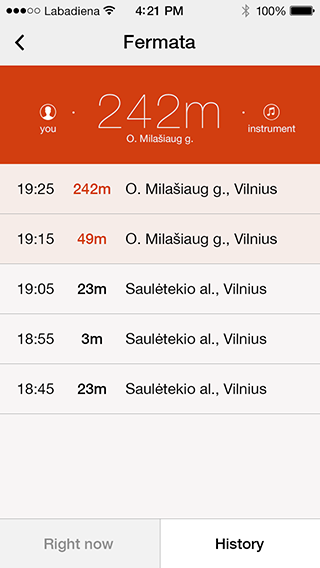 Labadiena 4:21 PM 100%
Fermata
242m
you instrument
O. Milašiaug g.
19:25 242m O. Milašiaug g., Vilnius
19:15 49m O. Milašiaug g., Vilnius
19:05 23m Saulėtekio al., Vilnius
18:55 3m Saulėtekio al., Vilnius
18:45 23m Saulėtekio al., Vilnius
Right now History